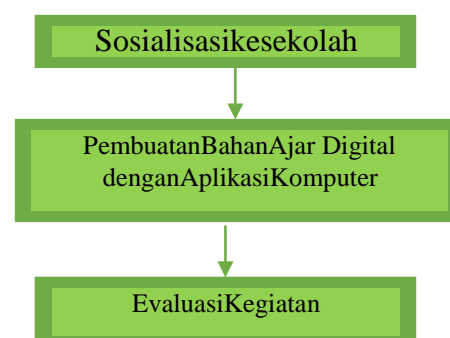 Sosialisasikesekolah
PembuatanBahanAjar Digital
denganAplikasiKomputer
EvaluasiKegiatan